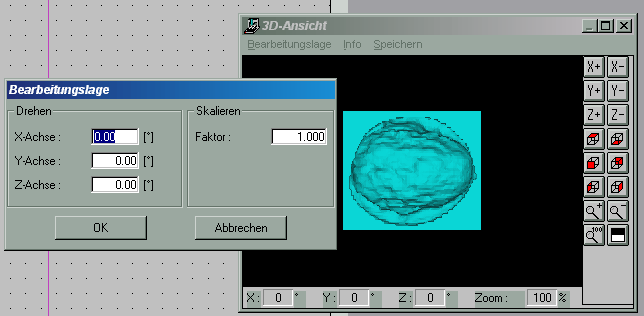 3D-Ansicht
Bearbeitungslage Info Speichern
X+ X-
Y+ Y-
Z+ Z-
+ -
100
X: 0 ° Y: 0 ° Z: 0 ° Zoom: 100 %
Bearbeitungslage
Drehen
X-Achse: 0.00 [°]
Y-Achse: 0.00 [°]
Z-Achse: 0.00 [°]
Skalieren
Faktor: 1.000
OK Abbrechen